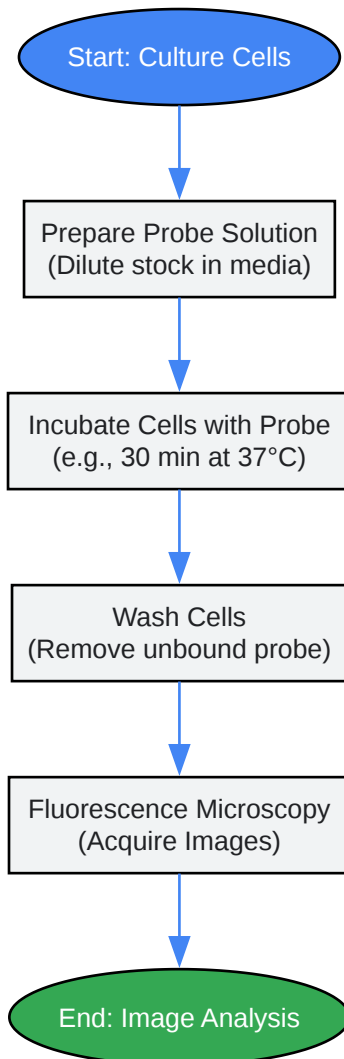 Start: Culture Cells
Prepare Probe Solution
(Dilute stock in media)
Incubate Cells with Probe
(e.g., 30 min at 37°C)
Wash Cells
(Remove unbound probe)
Fluorescence Microscopy
(Acquire Images)
End: Image Analysis